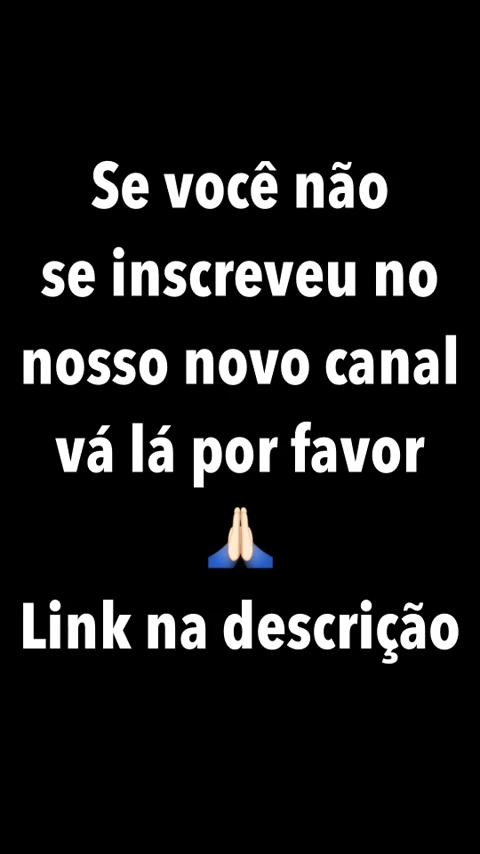 Se você não
se inscreveu no
nosso novo canal
vá lá por favor
🙏🏻
Link na descrição